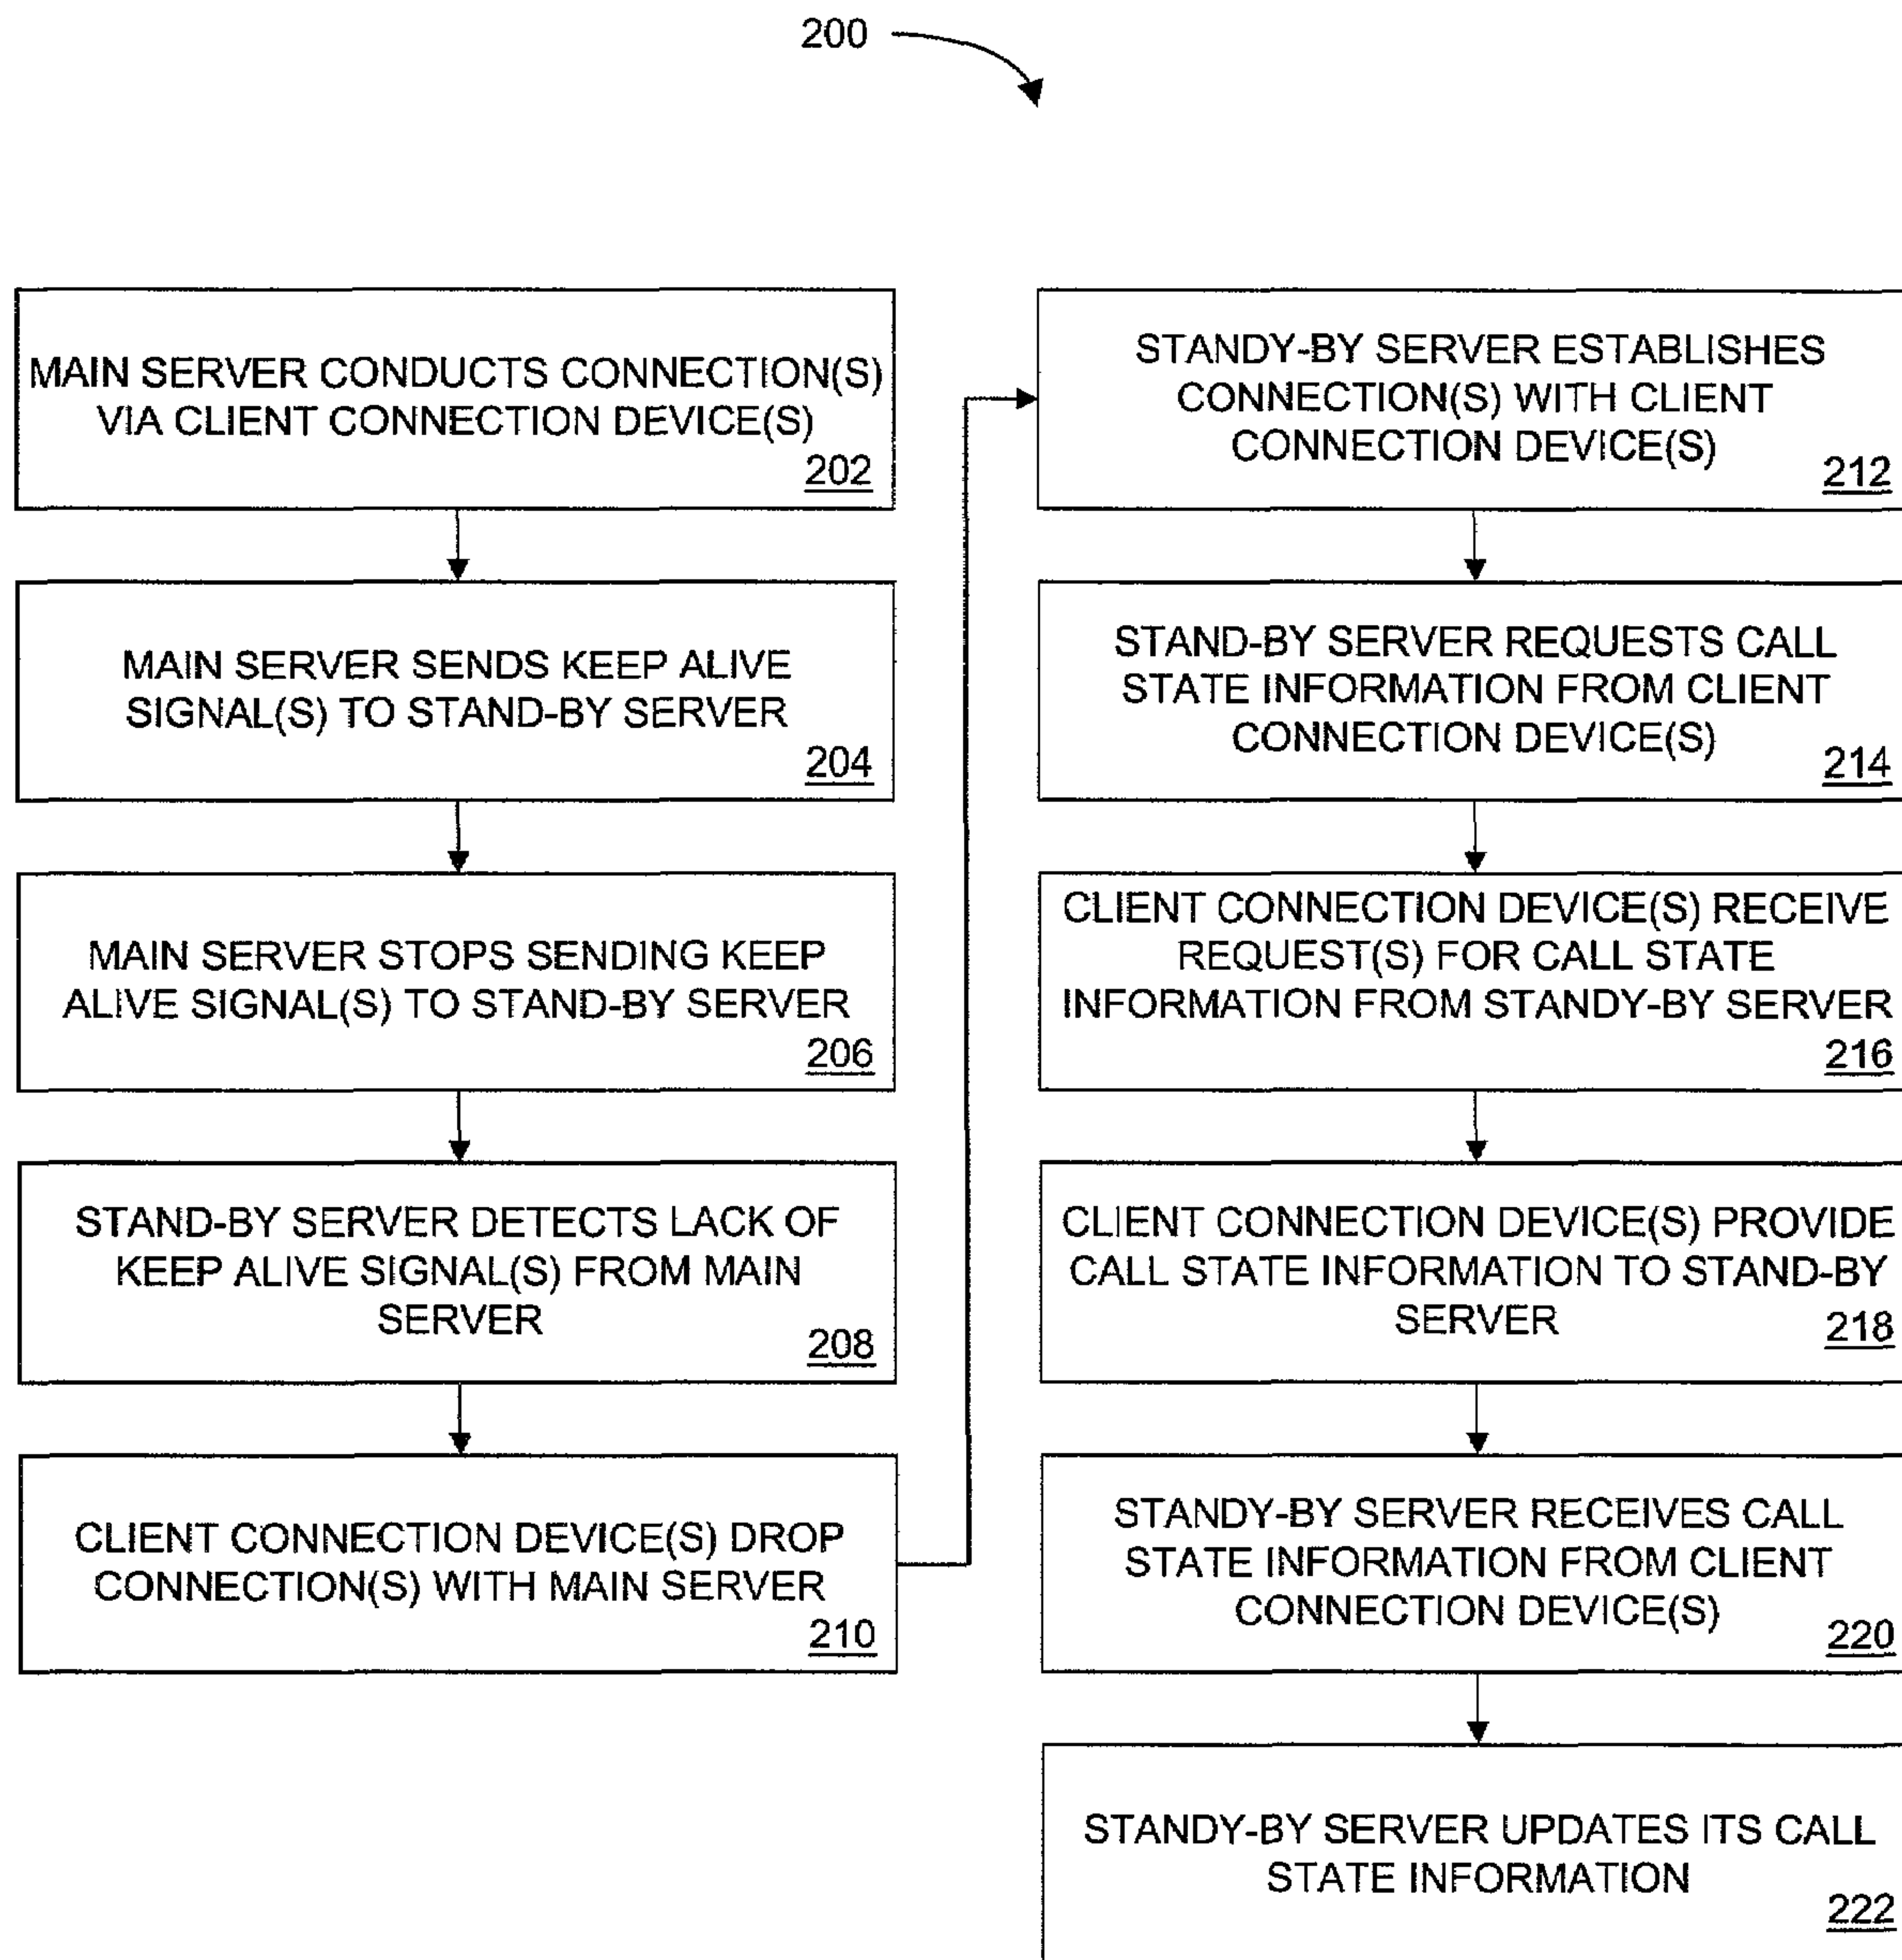 200
MAIN SERVER CONDUCTS CONNECTION(S)
VIA CLIENT CONNECTION DEVICE(S)
202
MAIN SERVER SENDS KEEP ALIVE
SIGNAL(S) TO STAND-BY SERVER
204
MAIN SERVER STOPS SENDING KEEP
ALIVE SIGNAL(S) TO STAND-BY SERVER
206
STAND-BY SERVER DETECTS LACK OF
KEEP ALIVE SIGNAL(S) FROM MAIN
SERVER
208
CLIENT CONNECTION DEVICE(S) DROP
CONNECTION(S) WITH MAIN SERVER
210
STANDY-BY SERVER ESTABLISHES
CONNECTION(S) WITH CLIENT
CONNECTION DEVICE(S)
212
STAND-BY SERVER REQUESTS CALL
STATE INFORMATION FROM CLIENT
CONNECTION DEVICE(S)
214
CLIENT CONNECTION DEVICE(S) RECEIVE
REQUEST(S) FOR CALL STATE
INFORMATION FROM STANDY-BY SERVER
216
CLIENT CONNECTION DEVICE(S) PROVIDE
CALL STATE INFORMATION TO STAND-BY
SERVER
218
STANDY-BY SERVER RECEIVES CALL
STATE INFORMATION FROM CLIENT
CONNECTION DEVICE(S)
220
STANDY-BY SERVER UPDATES ITS CALL
STATE INFORMATION
222